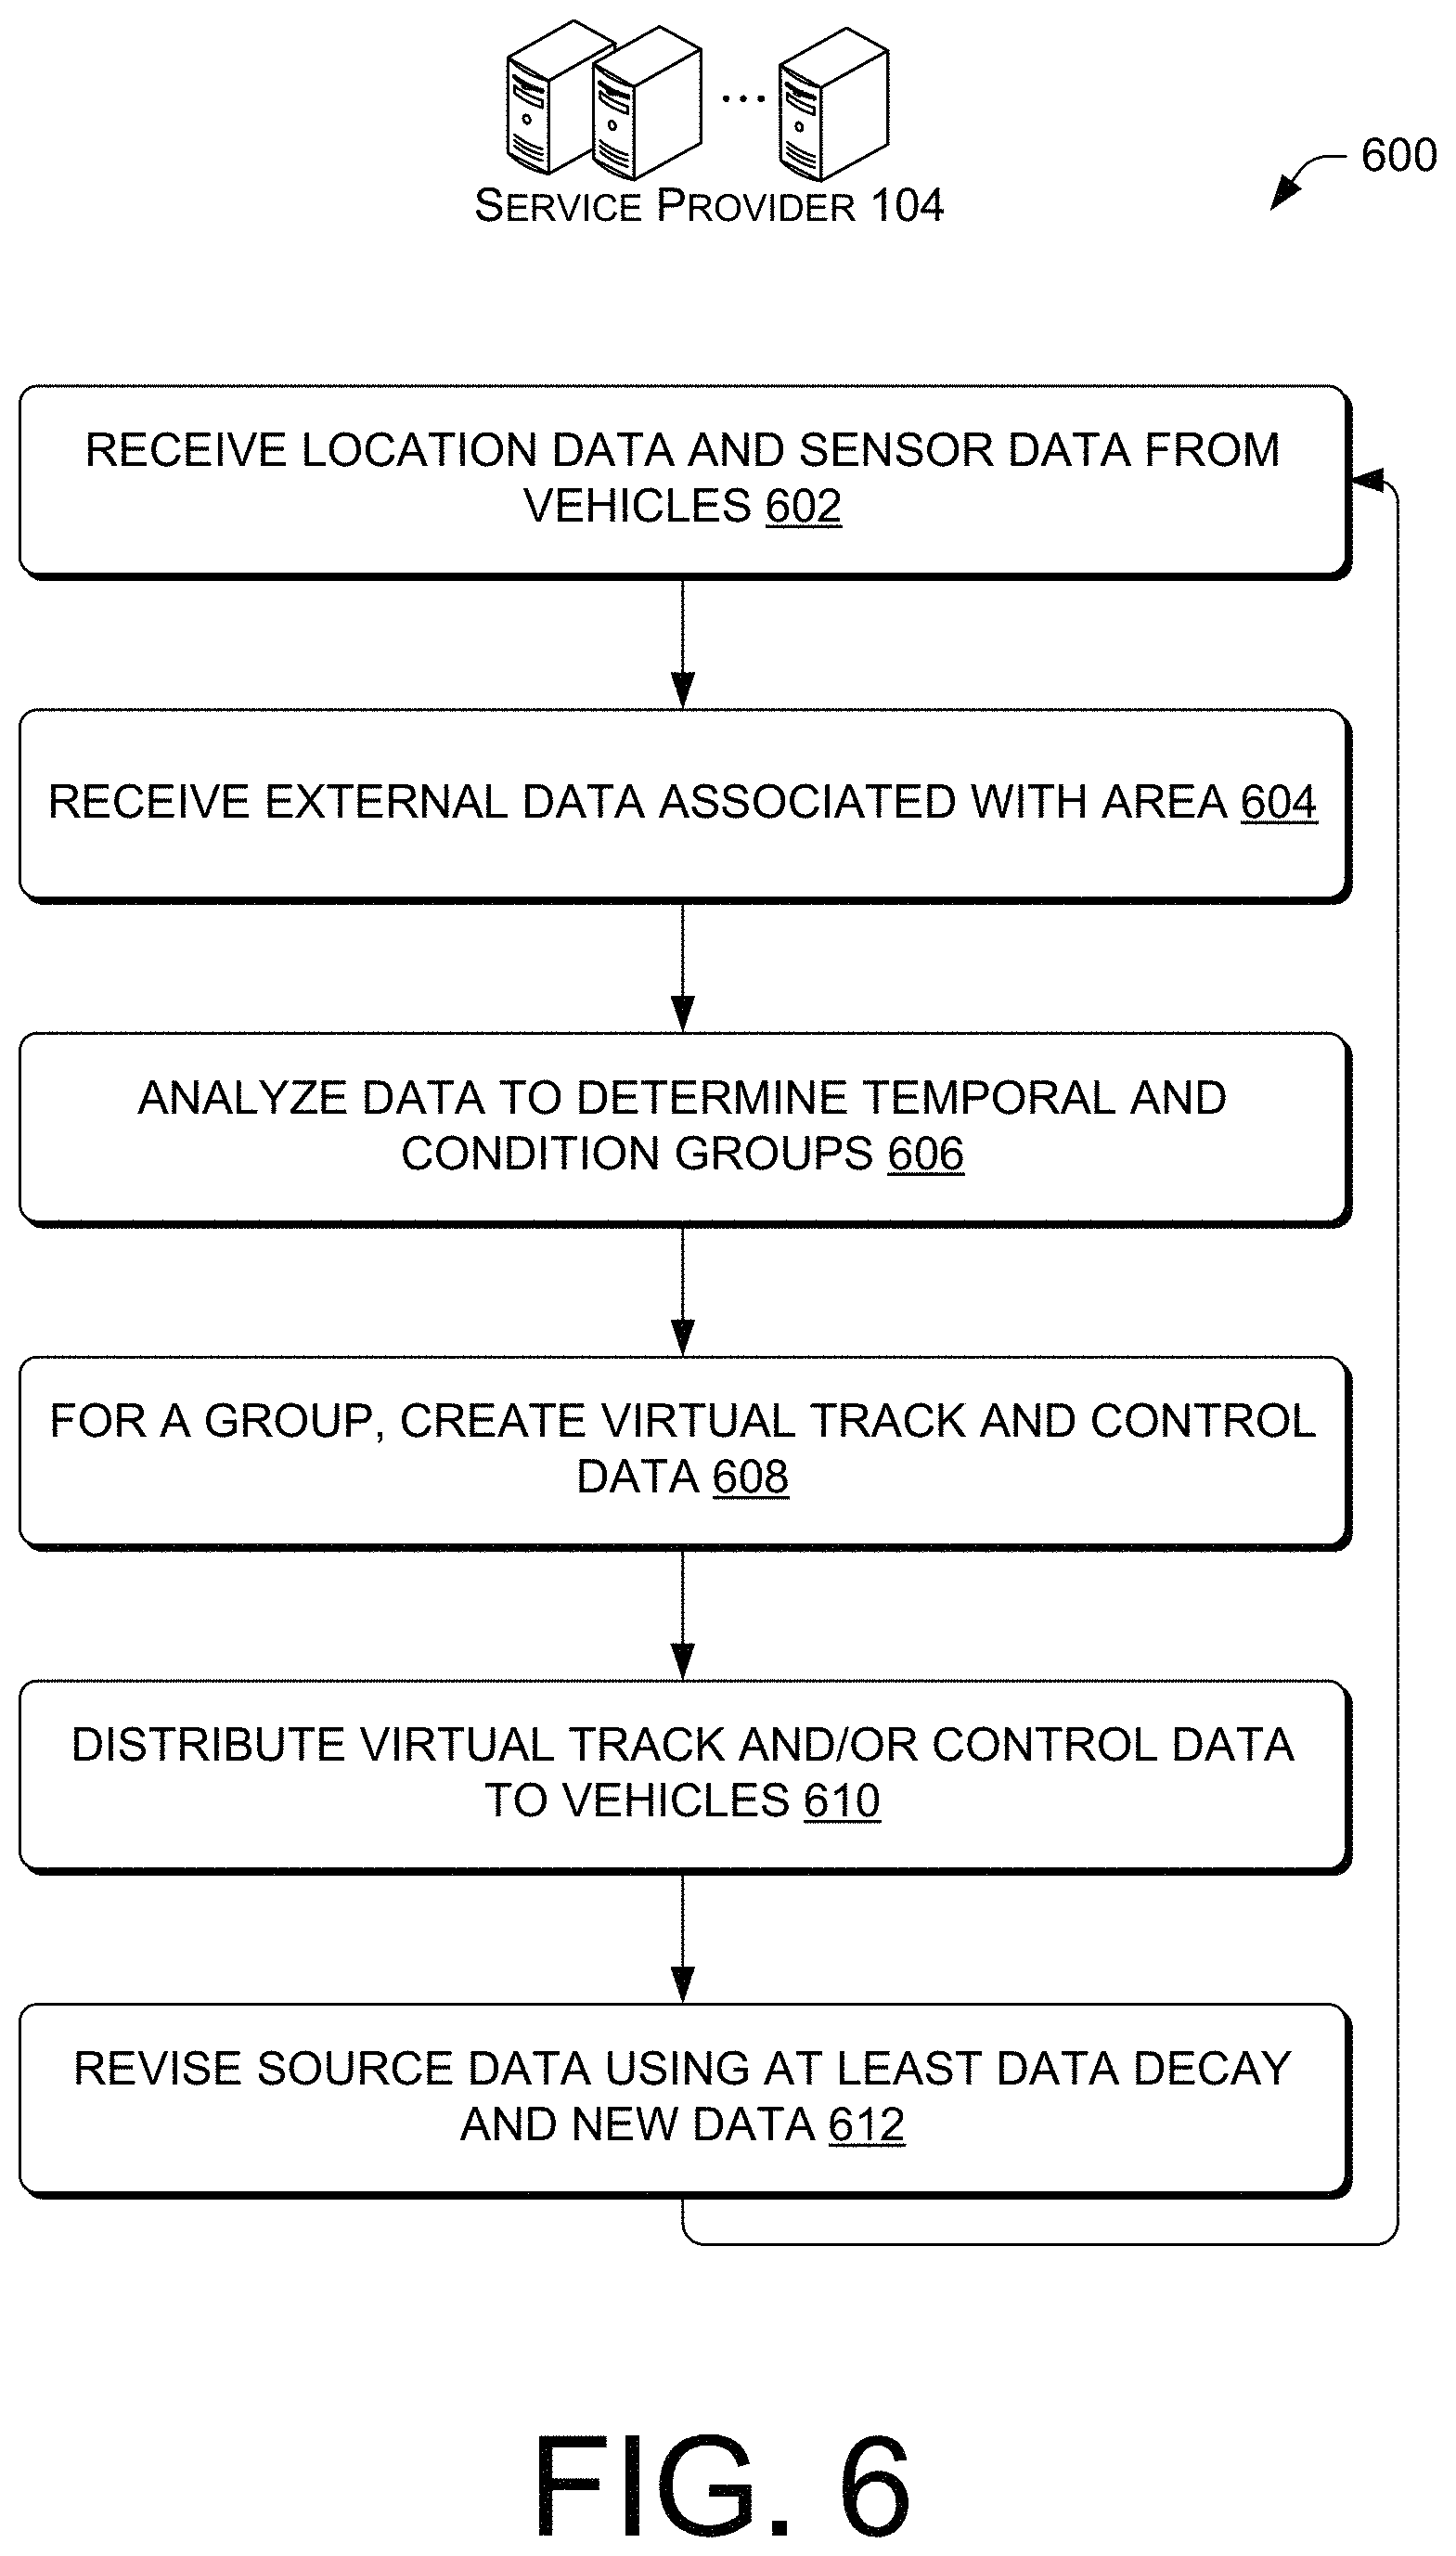 SERVICE PROVIDER 104
600
RECEIVE LOCATION DATA AND SENSOR DATA FROM
VEHICLES 602
RECEIVE EXTERNAL DATA ASSOCIATED WITH AREA 604
ANALYZE DATA TO DETERMINE TEMPORAL AND
CONDITION GROUPS 606
FOR A GROUP, CREATE VIRTUAL TRACK AND CONTROL
DATA 608
DISTRIBUTE VIRTUAL TRACK AND/OR CONTROL DATA
TO VEHICLES 610
REVISE SOURCE DATA USING AT LEAST DATA DECAY
AND NEW DATA 612
FIG. 6